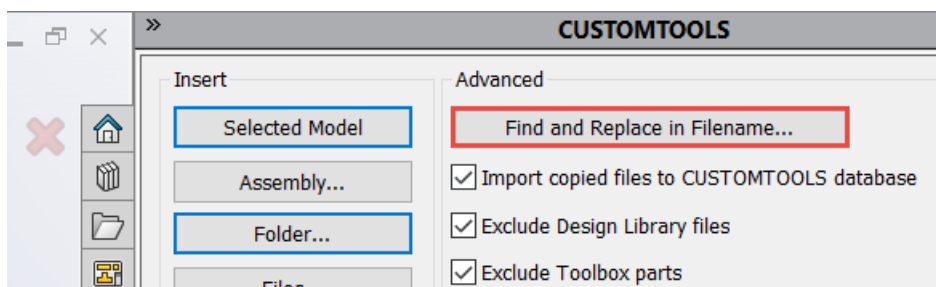 CUSTOMTOOLS
Insert
Advanced
Selected Model
Find and Replace in Filename...
Assembly...
Import copied files to CUSTOMTOOLS database
Folder...
Exclude Design Library files
Exclude Toolbox parts